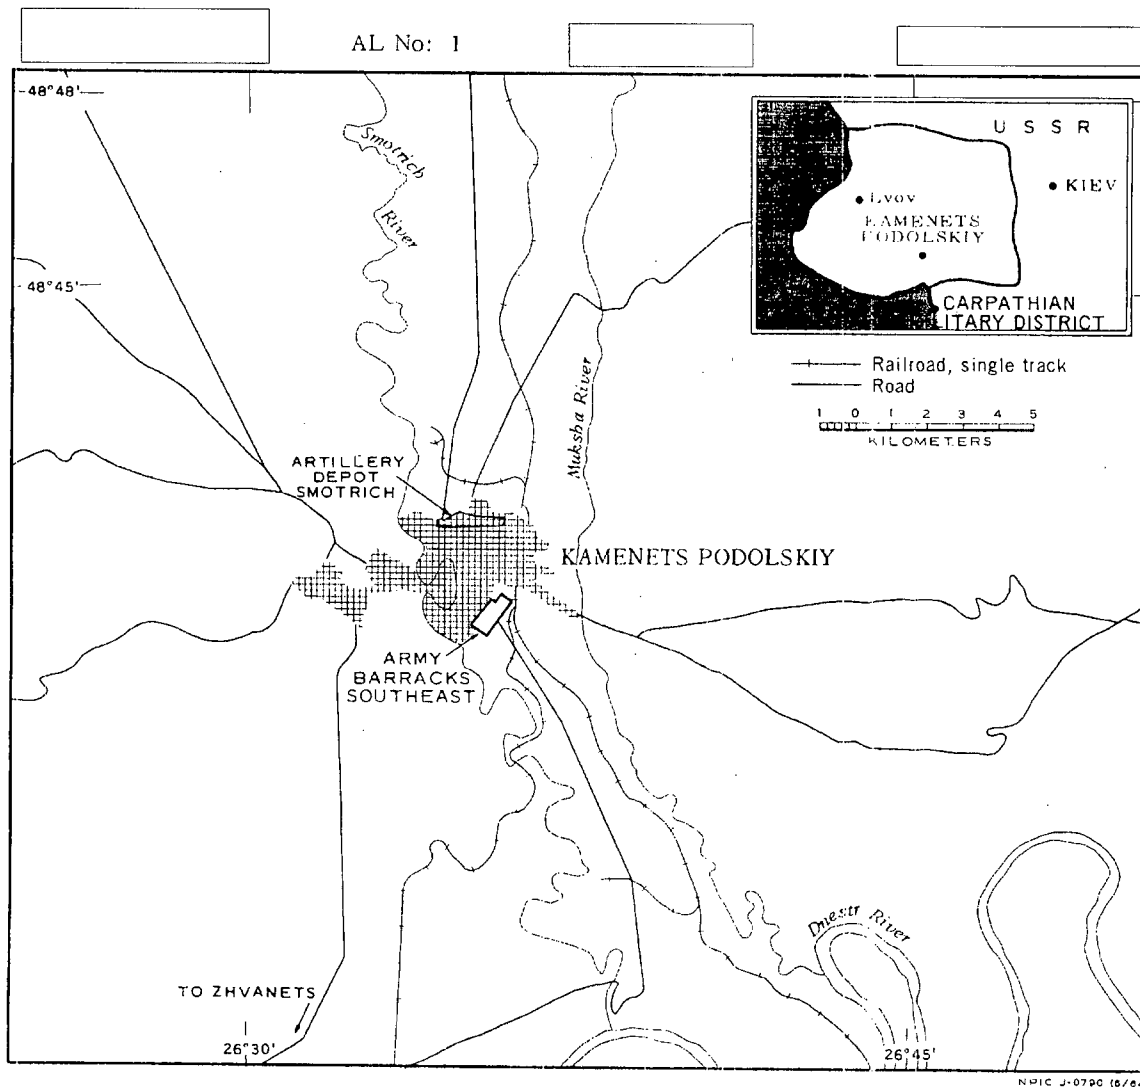 AL No: 1
48°48'
Smotrich
River
U S S R
KIEV
Lvov
KAMENETS
PODOLSKIY
48°45'
CARPATHIAN
ITARY DISTRICT
Railroad, single track
Road
1 0 1 2 3 4 5
KILOMETERS
Muksha River
ARTILLERY
DEPOT
SMOTRICH
KAMENETS PODOLSKIY
ARMY
BARRACKS
SOUTHEAST
Dnestr River
TO ZHVANETS
26°30'
26°45'
NPIC J-0790